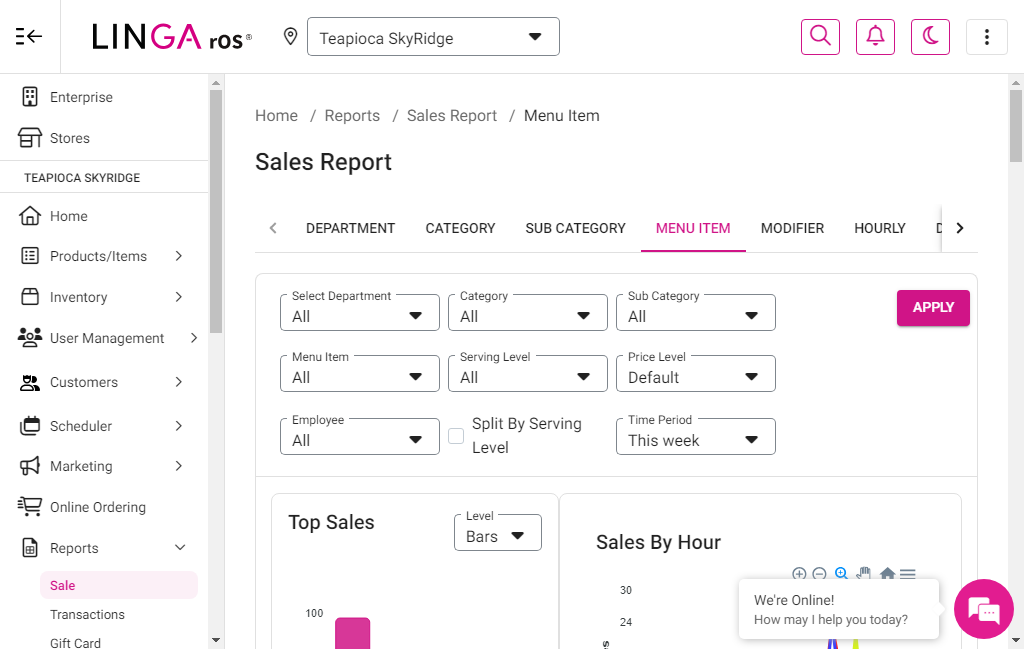 LINGA ros®
Teapioca SkyRidge
Enterprise
Stores
TEAPIOCA SKYRIDGE
Home
Products/Items
Inventory
User Management
Customers
Scheduler
Marketing
Online Ordering
Reports
Sale
Transactions
Gift Card
Home / Reports / Sales Report / Menu Item
Sales Report
DEPARTMENT CATEGORY SUB CATEGORY MENU ITEM MODIFIER HOURLY D
Select Department Category Sub Category
All All All
APPLY
Menu Item Serving Level Price Level
All All Default
Employee Time Period
All This week
Split By Serving
Level
Top Sales
Level
Bars
100
Sales By Hour
30
24
s
We're Online!
How may I help you today?